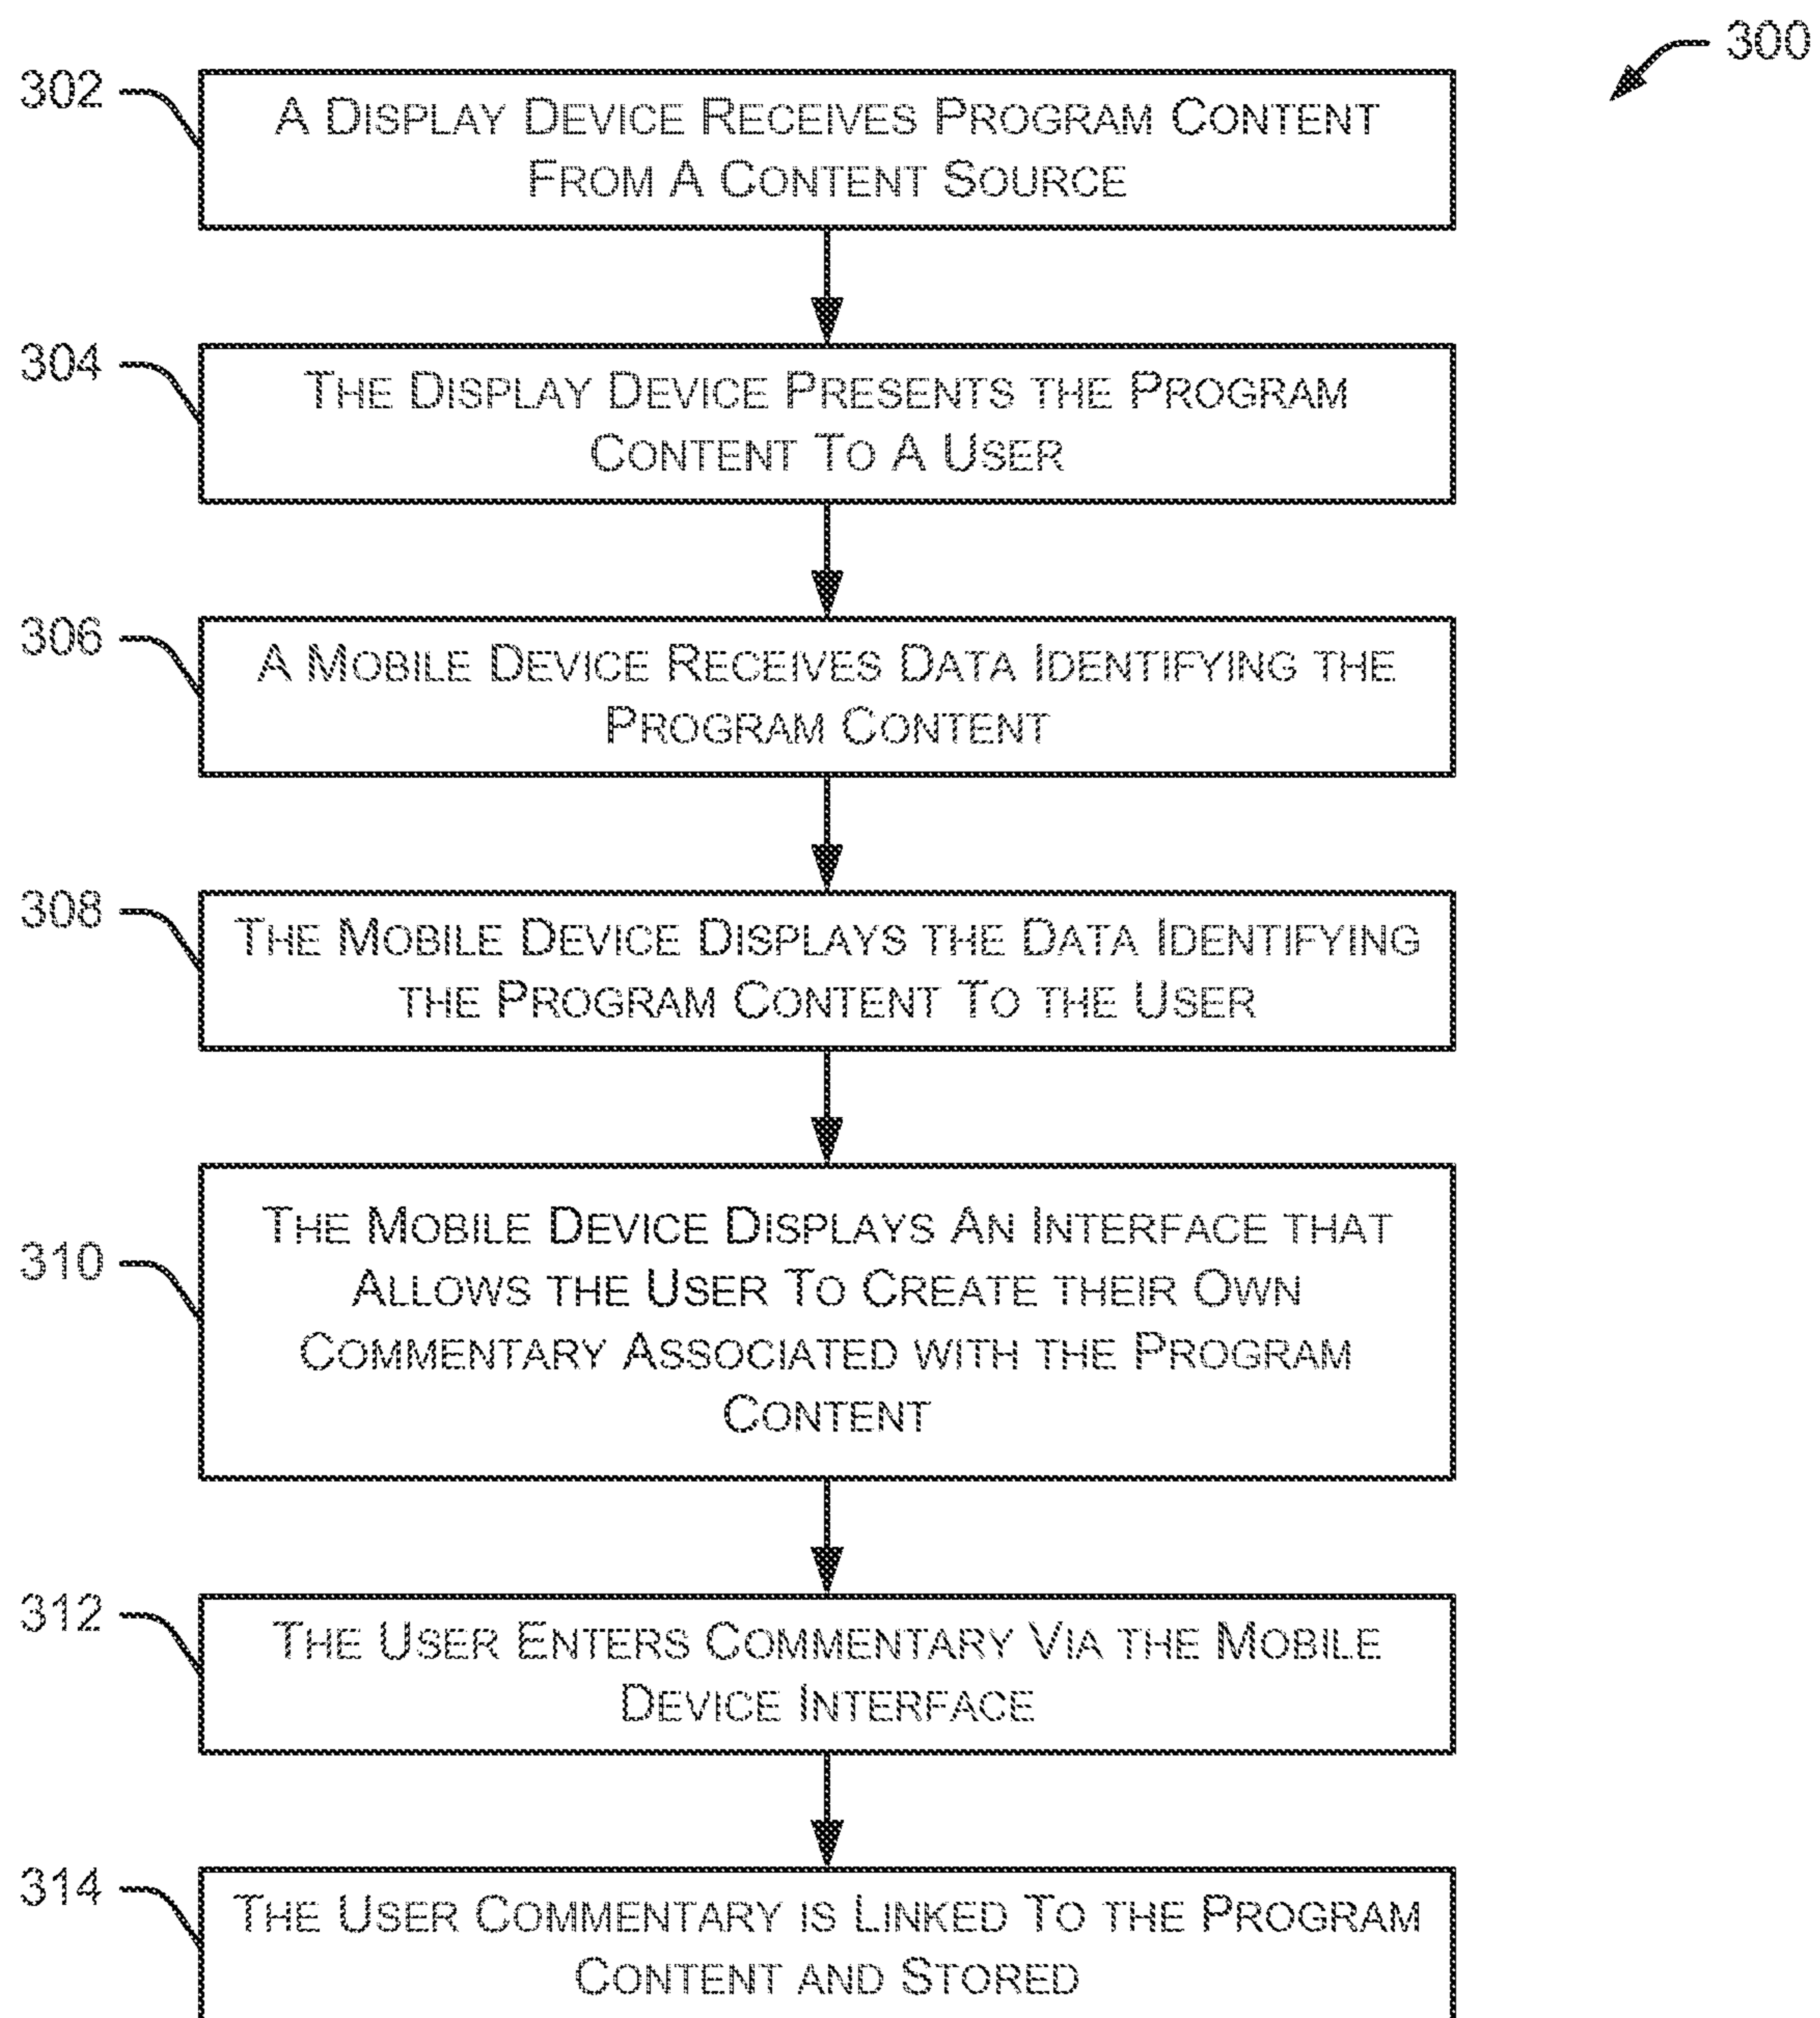 300
302
A DISPLAY DEVICE RECEIVES PROGRAM CONTENT
FROM A CONTENT SOURCE
304
THE DISPLAY DEVICE PRESENTS THE PROGRAM
CONTENT TO A USER
306
A MOBILE DEVICE RECEIVES DATA IDENTIFYING THE
PROGRAM CONTENT
308
THE MOBILE DEVICE DISPLAYS THE DATA IDENTIFYING
THE PROGRAM CONTENT TO THE USER
310
THE MOBILE DEVICE DISPLAYS AN INTERFACE THAT
ALLOWS THE USER TO CREATE THEIR OWN
COMMENTARY ASSOCIATED WITH THE PROGRAM
CONTENT
312
THE USER ENTERS COMMENTARY VIA THE MOBILE
DEVICE INTERFACE
314
THE USER COMMENTARY IS LINKED TO THE PROGRAM
CONTENT AND STORED